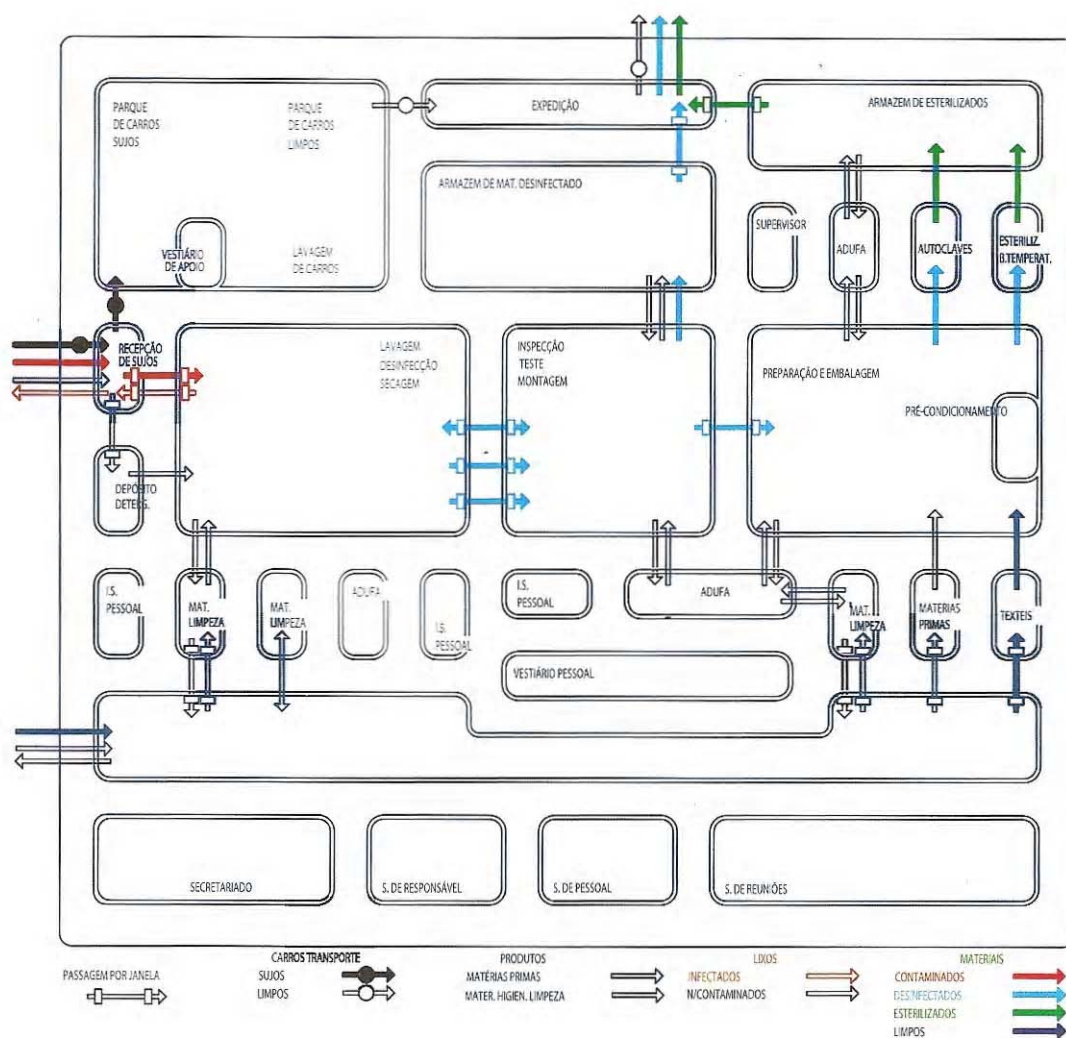 EXPEDIÇÃO
ARMAZEM DE ESTERILIZADOS
PARQUE
DE CARROS
SUJOS
PARQUE
DE CARROS
LIMPOS
ARMAZEM DE MAT. DESINFECTADO
SUPERVISOR
ADUFA
AUTOCLAVES
ESTERILIZ.
B.TEMPERAT.
VESTIÁRIO
DE APOIO
LAVAGEM
DE CARROS
RECEPÇÃO
DE SUJOS
LAVAGEM
DESINFECÇÃO
SECAGEM
INSPECÇÃO
TESTE
MONTAGEM
PREPARAÇÃO E EMBALAGEM
PRÉ-CONDICIONAMENTO
DEPÓSITO
DETERG.
I.S.
PESSOAL
MAT.
LIMPEZA
MAT.
LIMPEZA
ADUFA
I.S.
PESSOAL
I.S.
PESSOAL
ADUFA
MAT.
LIMPEZA
MATERIAS
PRIMAS
TEXTEIS
VESTIÁRIO PESSOAL
SECRETARIADO
S. DE RESPONSÁVEL
S. DE PESSOAL
S. DE REUNIÕES
PASSAGEM POR JANELA
CARROS TRANSPORTE
SUJOS
LIMPOS
PRODUTOS
MATÉRIAS PRIMAS
MATER. HIGIEN. LIMPEZA
LIXOS
INFECTADOS
N/CONTAMINADOS
MATERIAIS
CONTAMINADOS
DESINFECTADOS
ESTERILIZADOS
LIMPOS